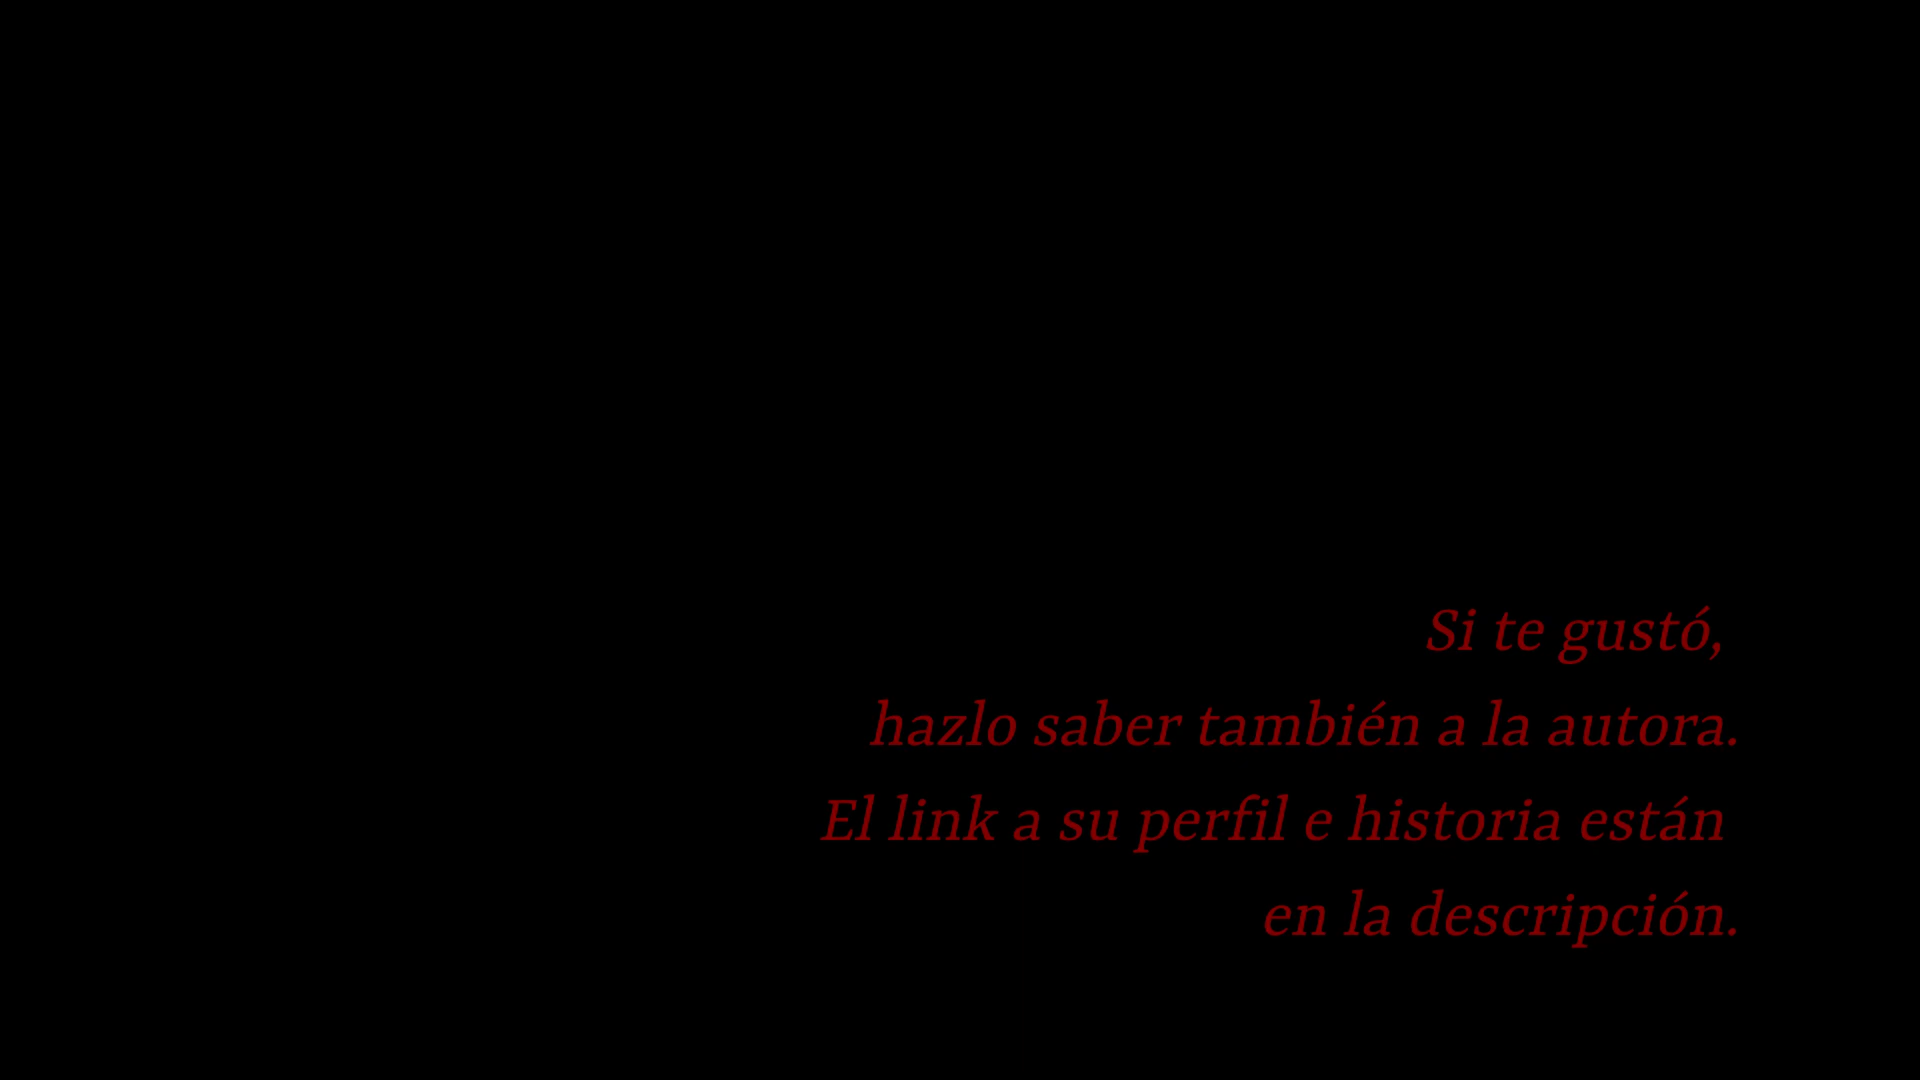 Si te gustó,
hazlo saber también a la autora.
El link a su perfil e historia están
en la descripción.